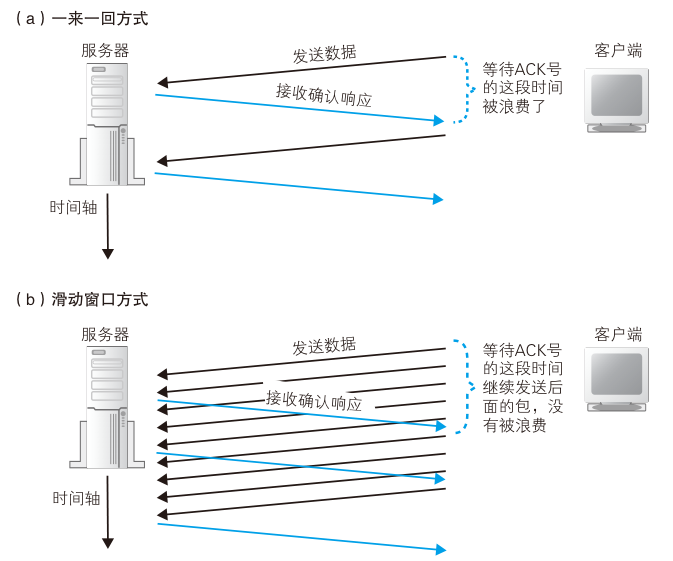 （a）一来一回方式
服务器
发送数据
客户端
等待ACK号
的这段时间
被浪费了
接收确认响应
时间轴
（b）滑动窗口方式
服务器
发送数据
客户端
等待ACK号
的这段时间
继续发送后
面的包，没
有被浪费
接收确认响应
时间轴